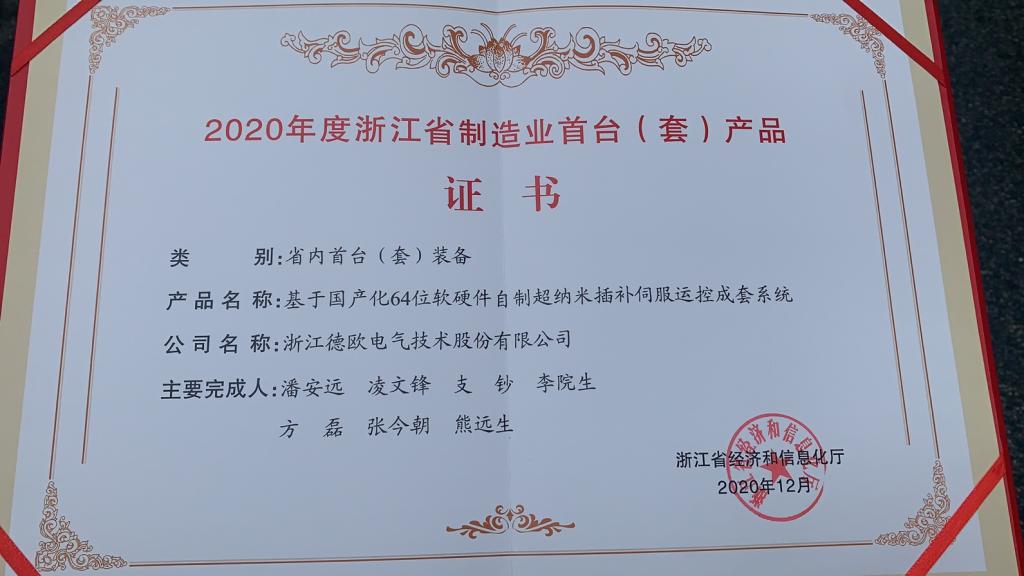 2020年度浙江省制造业首台（套）产品
证书
类别:省内首台（套）装备
产品名称:基于国产化64位软硬件自制超纳米插补伺服运控成套系统
公司名称:浙江德欧电气技术股份有限公司
主要完成人:潘安远 凌文锋 支钞 李院生
方磊 张今朝 熊远生
浙江省经济和信息化厅
2020年12月